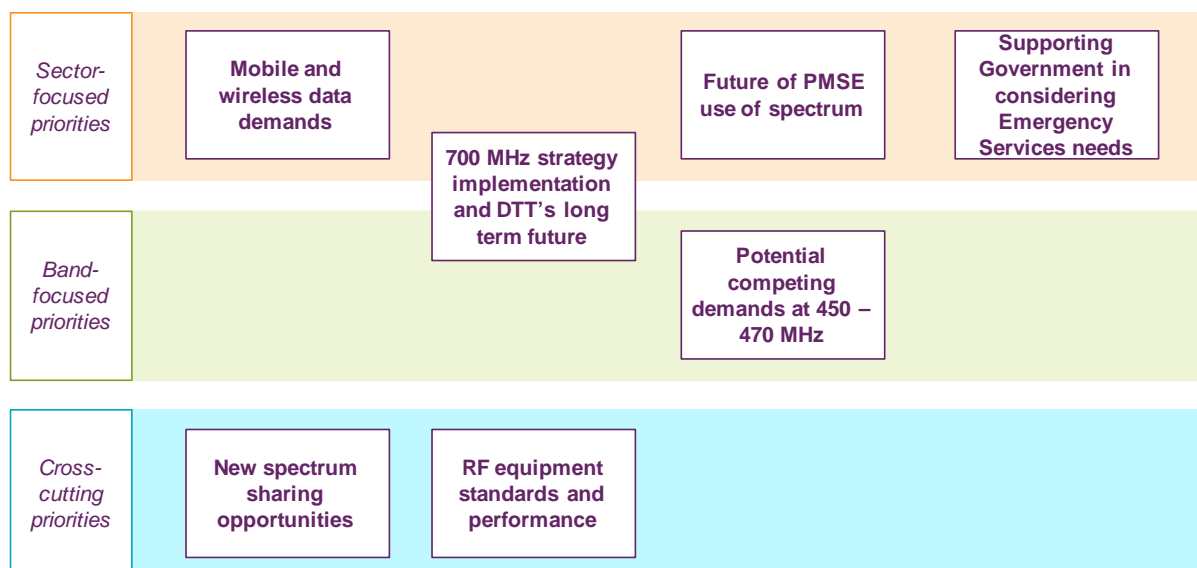 Sector-
focused
priorities
Mobile and
wireless data
demands
700 MHz strategy
implementation
and DTT’s long
term future
Future of PMSE
use of spectrum
Supporting
Government in
considering
Emergency
Services needs
Band-
focused
priorities
Potential
competing
demands at 450 –
470 MHz
Cross-
cutting
priorities
New spectrum
sharing
opportunities
RF equipment
standards and
performance